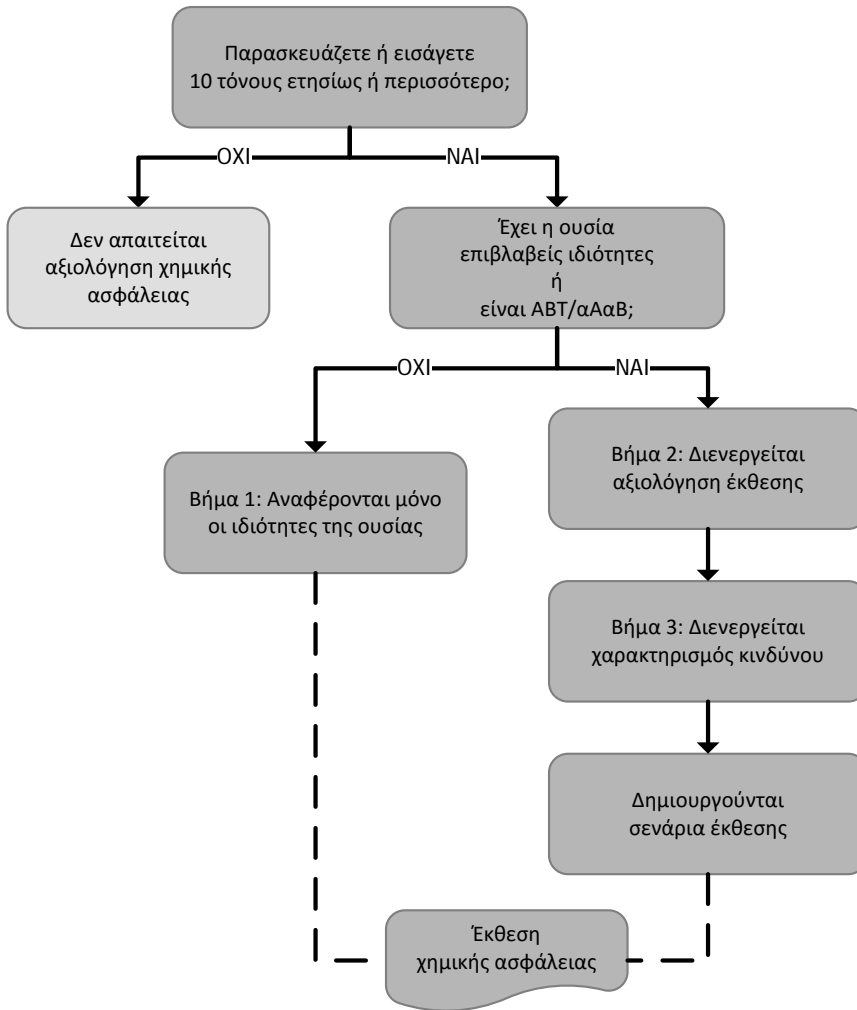 Παρασκευάζετε ή εισάγετε
10 τόνους ετησίως ή περισσότερο;
ΟΧΙ
ΝΑΙ
Δεν απαιτείται
αξιολόγηση χημικής
ασφάλειας
Έχει η ουσία
επιβλαβείς ιδιότητες
ή
είναι ΑΒΤ/αΑαΒ;
ΟΧΙ
ΝΑΙ
Βήμα 1: Αναφέρονται μόνο
οι ιδιότητες της ουσίας
Βήμα 2: Διενεργείται
αξιολόγηση έκθεσης
Βήμα 3: Διενεργείται
χαρακτηρισμός κινδύνου
Δημιουργούνται
σενάρια έκθεσης
Έκθεση
χημικής ασφάλειας